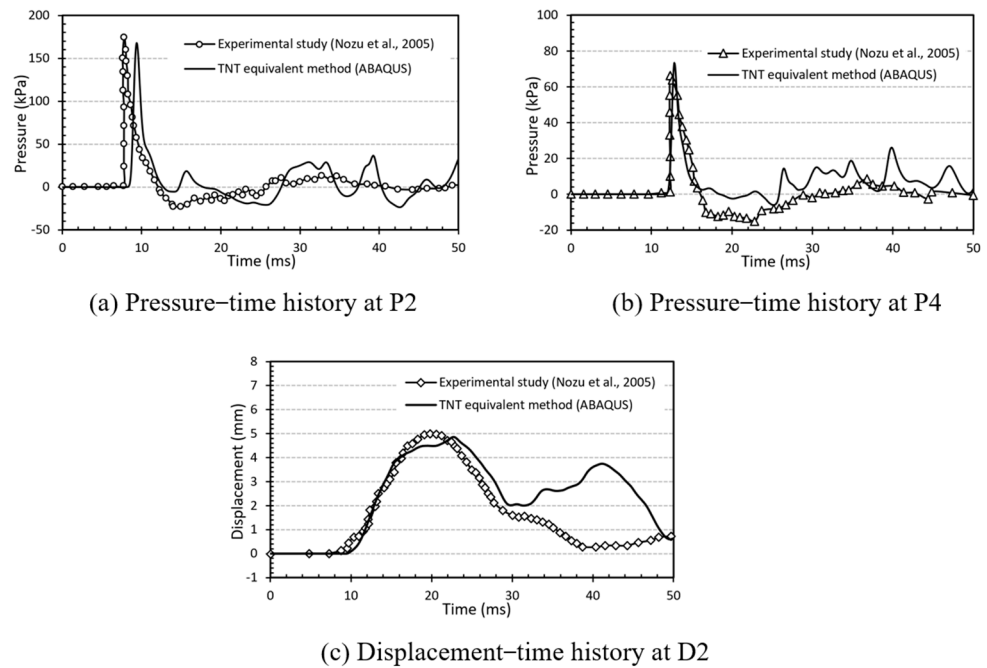 200
150
100
50
0
-50
Pressure (kPa)
Experimental study (Nozu et al., 2005)
TNT equivalent method (ABAQUS)
0 10 20 30 40 50
Time (ms)
(a) Pressure−time history at P2
100
80
60
40
20
0
-20
Pressure (kPa)
Experimental study (Nozu et al., 2005)
TNT equivalent method (ABAQUS)
0 10 20 30 40 50
Time (ms)
(b) Pressure−time history at P4
8
7
6
5
4
3
2
1
0
-1
Displacement (mm)
Experimental study (Nozu et al., 2005)
TNT equivalent method (ABAQUS)
0 10 20 30 40 50
Time (ms)
(c) Displacement−time history at D2